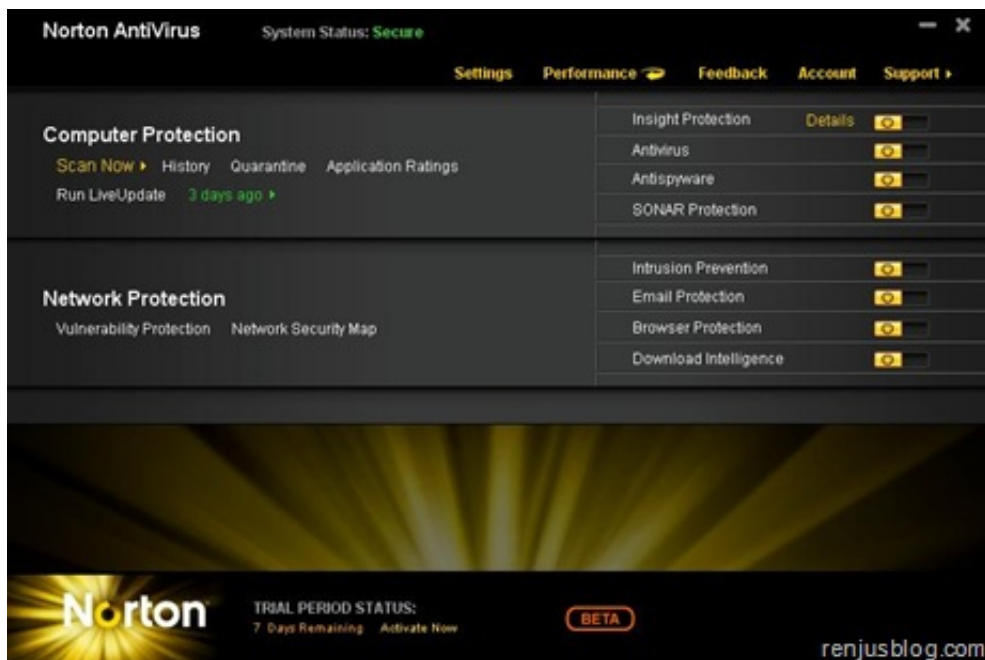 Norton AntiVirus
System Status: Secure
Settings Performance Feedback Account Support
Computer Protection
Scan Now History Quarantine Application Ratings
Run LiveUpdate 3 days ago
Insight Protection Details
Antivirus
Antispyware
SONAR Protection
Network Protection
Vulnerability Protection Network Security Map
Intrusion Prevention
Email Protection
Browser Protection
Download Intelligence
Norton
TRIAL PERIOD STATUS:
7 Days Remaining Activate Now
BETA
renjusblog.com